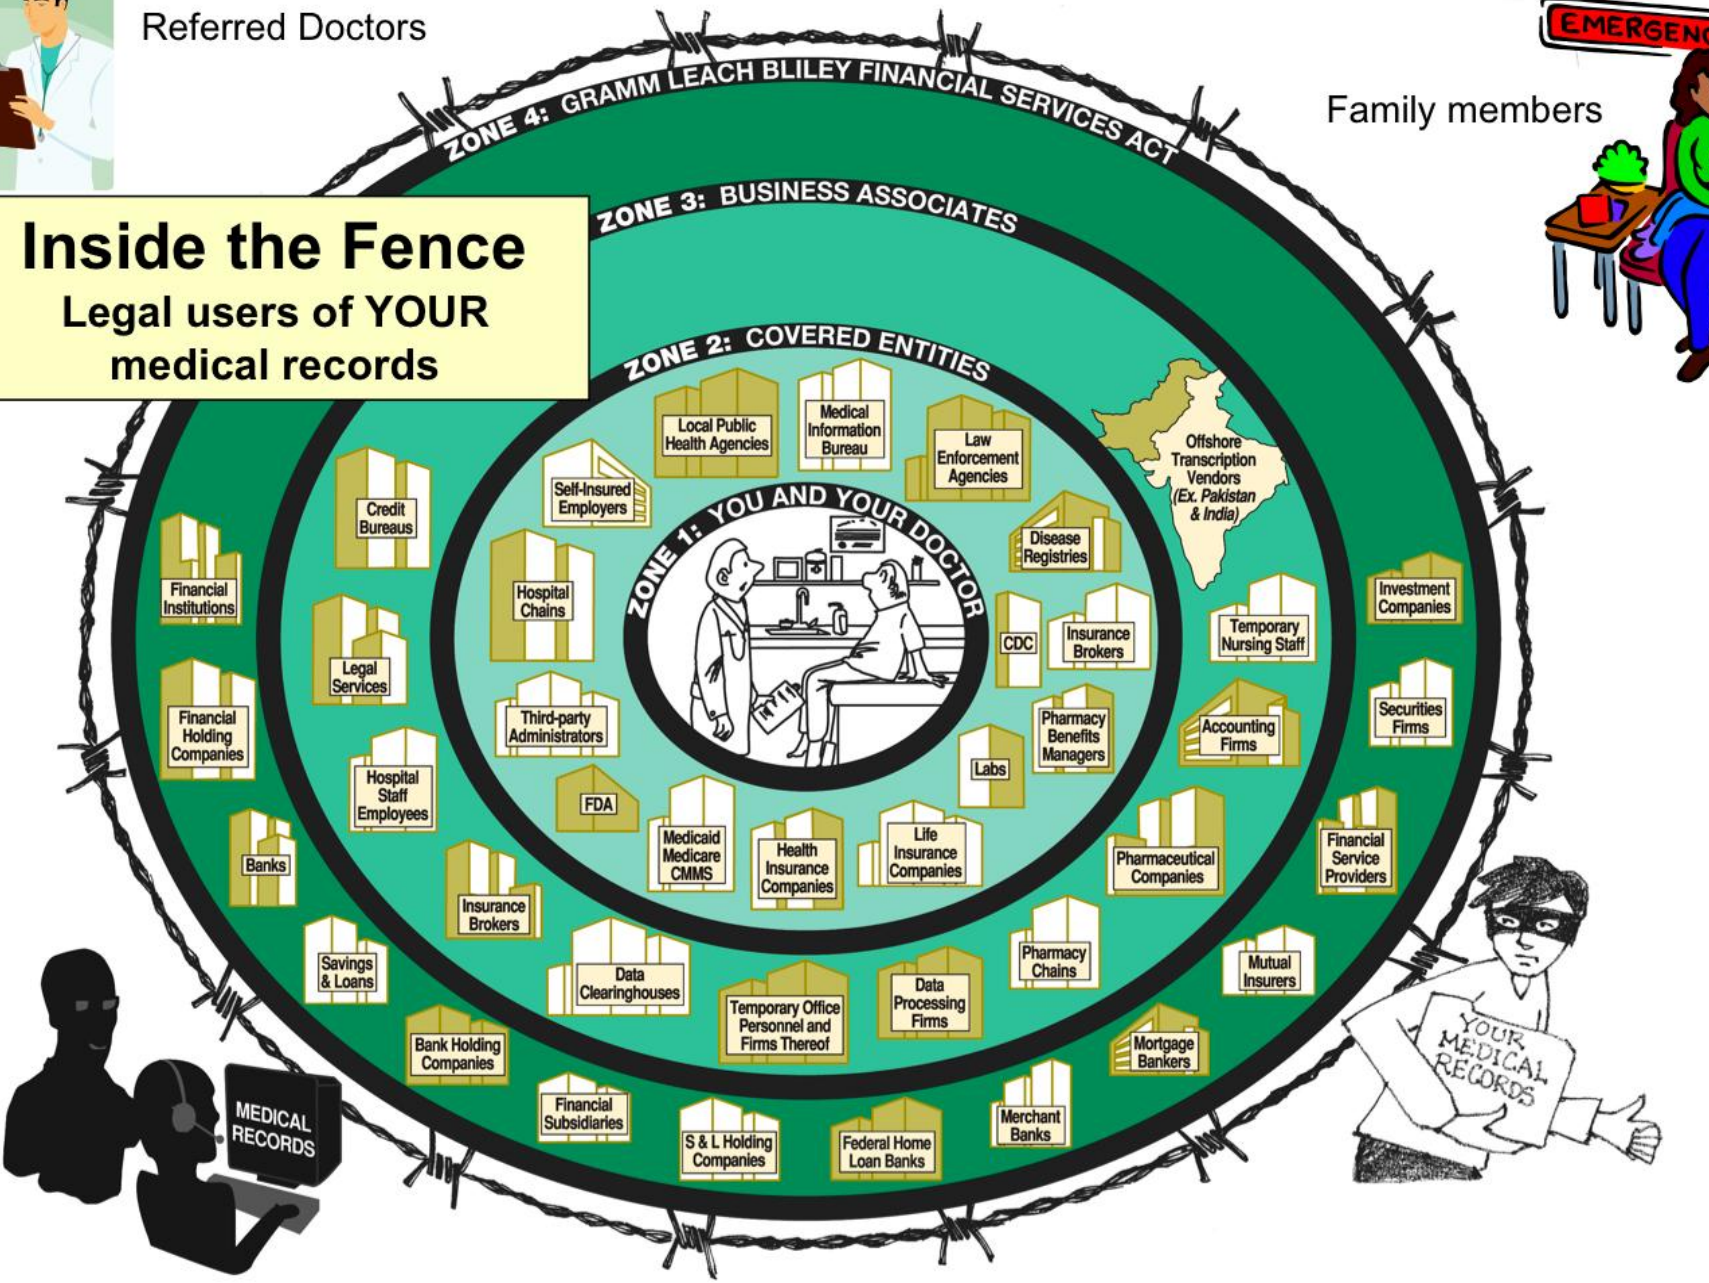 Referred Doctors
EMERGENC
Family members
Inside the Fence
Legal users of YOUR
medical records
ZONE 4: GRAMM LEACH BLILEY FINANCIAL SERVICES ACT
ZONE 3: BUSINESS ASSOCIATES
ZONE 2: COVERED ENTITIES
ZONE 1: YOU AND YOUR DOCTOR
Local Public
Health Agencies
Medical
Information
Bureau
Law
Enforcement
Agencies
Self-Insured
Employers
Disease
Registries
Hospital
Chains
CDC
Insurance
Brokers
Third-party
Administrators
Pharmacy
Benefits
Managers
Labs
FDA
Medicaid
Medicare
CMMS
Health
Insurance
Companies
Life
Insurance
Companies
Offshore
Transcription
Vendors
(Ex. Pakistan
& India)
Credit
Bureaus
Legal
Services
Temporary
Nursing Staff
Accounting
Firms
Hospital
Staff
Employees
Pharmaceutical
Companies
Insurance
Brokers
Data
Clearinghouses
Temporary Office
Personnel and
Firms Thereof
Data
Processing
Firms
Pharmacy
Chains
Financial
Institutions
Investment
Companies
Financial
Holding
Companies
Securities
Firms
Banks
Financial
Service
Providers
Savings
& Loans
Mutual
Insurers
Bank Holding
Companies
Mortgage
Bankers
Financial
Subsidiaries
S & L Holding
Companies
Federal Home
Loan Banks
Merchant
Banks
MEDICAL
RECORDS
YOUR
MEDICAL
RECORDS